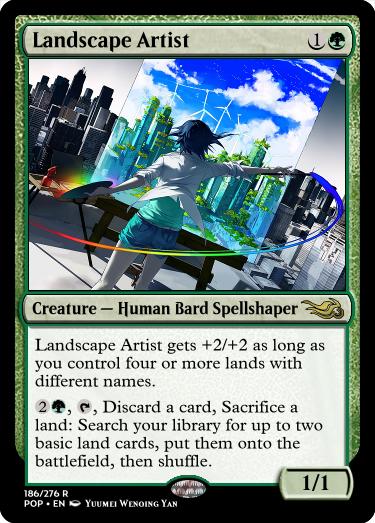 Landscape Artist 1
Creature — Human Bard Spellshaper
Landscape Artist gets +2/+2 as long as
you control four or more lands with
different names.
2, , Discard a card, Sacrifice a
land: Search your library for up to two
basic land cards, put them onto the
battlefield, then shuffle.
1/1
186/276 R
POP • EN Yuumei Wenqing Yan